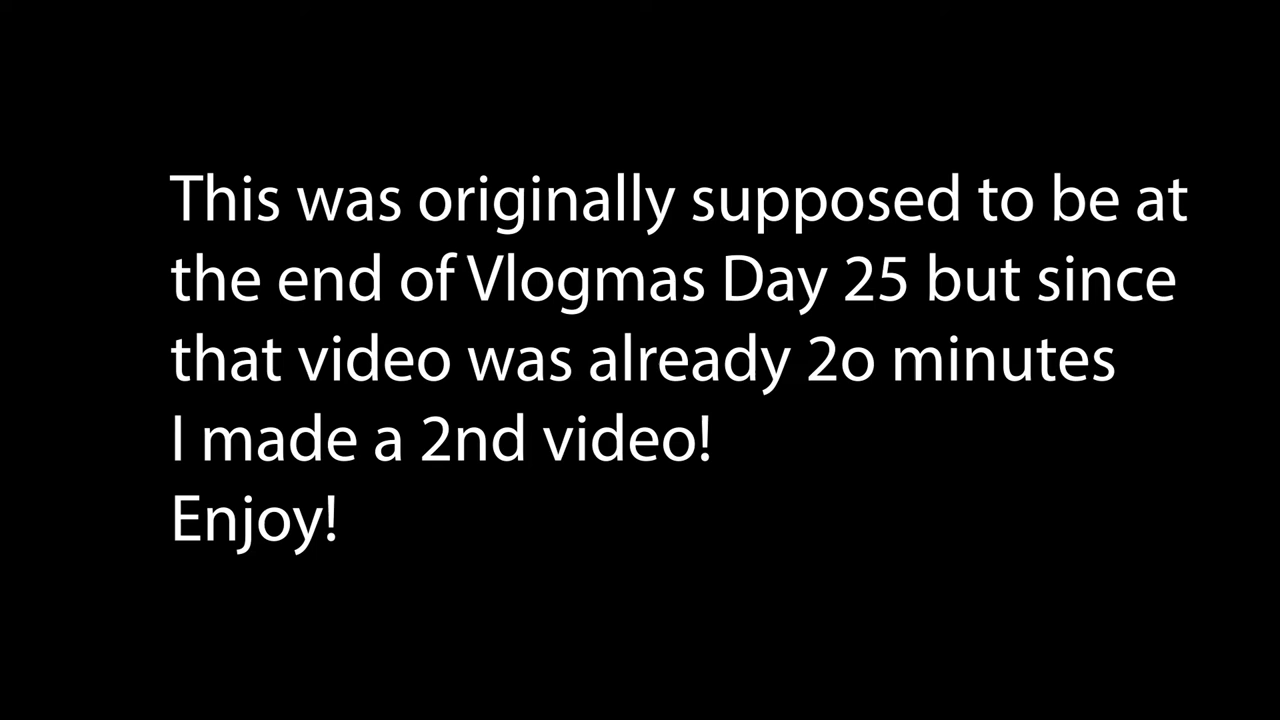 This was originally supposed to be at
the end of Vlogmas Day 25 but since
that video was already 2o minutes
I made a 2nd video!
Enjoy!